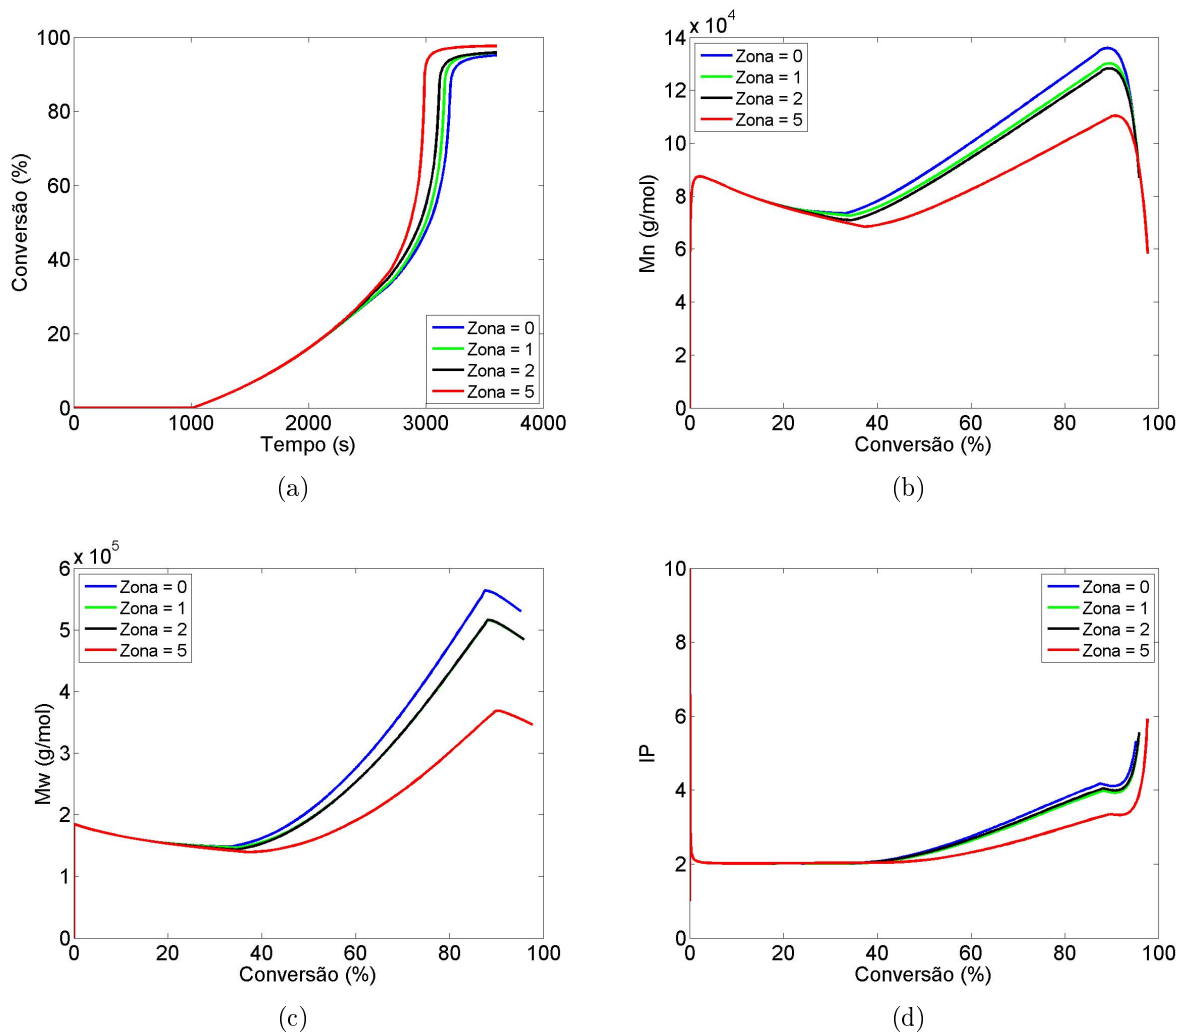 100
80
60
40
20
0
0 1000 2000 3000 4000
Conversão (%)
Tempo (s)
Zona = 0
Zona = 1
Zona = 2
Zona = 5
(a)
x 10^4
14
12
10
8
6
4
2
0
0 20 40 60 80 100
Mn (g/mol)
Conversão (%)
Zona = 0
Zona = 1
Zona = 2
Zona = 5
(b)
x 10^5
6
5
4
3
2
1
0
0 20 40 60 80 100
Mw (g/mol)
Conversão (%)
Zona = 0
Zona = 1
Zona = 2
Zona = 5
(c)
10
8
6
4
2
0
0 20 40 60 80 100
IP
Conversão (%)
Zona = 0
Zona = 1
Zona = 2
Zona = 5
(d)